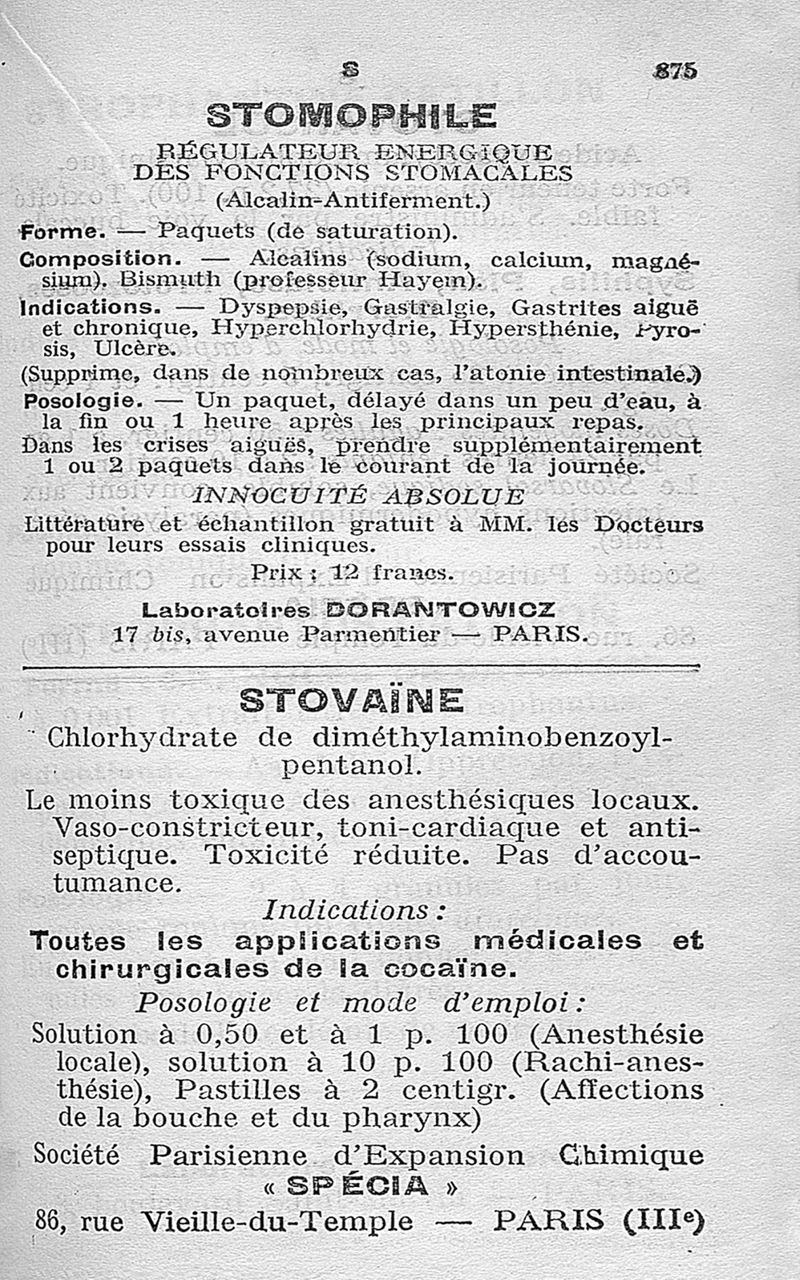 S 875
STOMOPHILE
RÉGULATEUR ENERGIQUE
DES FONCTIONS STOMACALES
(Alcalin-Antiferment.)
Forme. — Paquets (de saturation).
Composition. — Alcalins (sodium, calcium, magné-
sium). Bismuth (professeur Hayem).
Indications. — Dyspepsie, Gastralgie, Gastrites aiguë
et chronique, Hyperchlorhydrie, Hypersthénie, Pyro-
sis, Ulcère.
(Supprime, dans de nombreux cas, l'atonie intestinale.)
Posologie. — Un paquet, délayé dans un peu d'eau, à
la fin ou 1 heure après les principaux repas.
Dans les crises aiguës, prendre supplémentairement
1 ou 2 paquets dans le courant de la journée.
INNOCUITÉ ABSOLUE
Littérature et échantillon gratuit à MM. les Docteurs
pour leurs essais cliniques.
Prix : 12 francs.
Laboratoires DORANTOWICZ
17 bis, avenue Parmentier — PARIS.
STOVAÏNE
Chlorhydrate de diméthylaminobenzoyl-
pentanol.
Le moins toxique des anesthésiques locaux.
Vaso-constricteur, toni-cardiaque et anti-
septique. Toxicité réduite. Pas d'accou-
tumance.
Indications :
Toutes les applications médicales et
chirurgicales de la cocaïne.
Posologie et mode d'emploi :
Solution à 0,50 et à 1 p. 100 (Anesthésie
locale), solution à 10 p. 100 (Rachi-anes-
thésie), Pastilles à 2 centigr. (Affections
de la bouche et du pharynx)
Société Parisienne d'Expansion Chimique
« SPÉCIA »
86, rue Vieille-du-Temple — PARIS (IIIe)